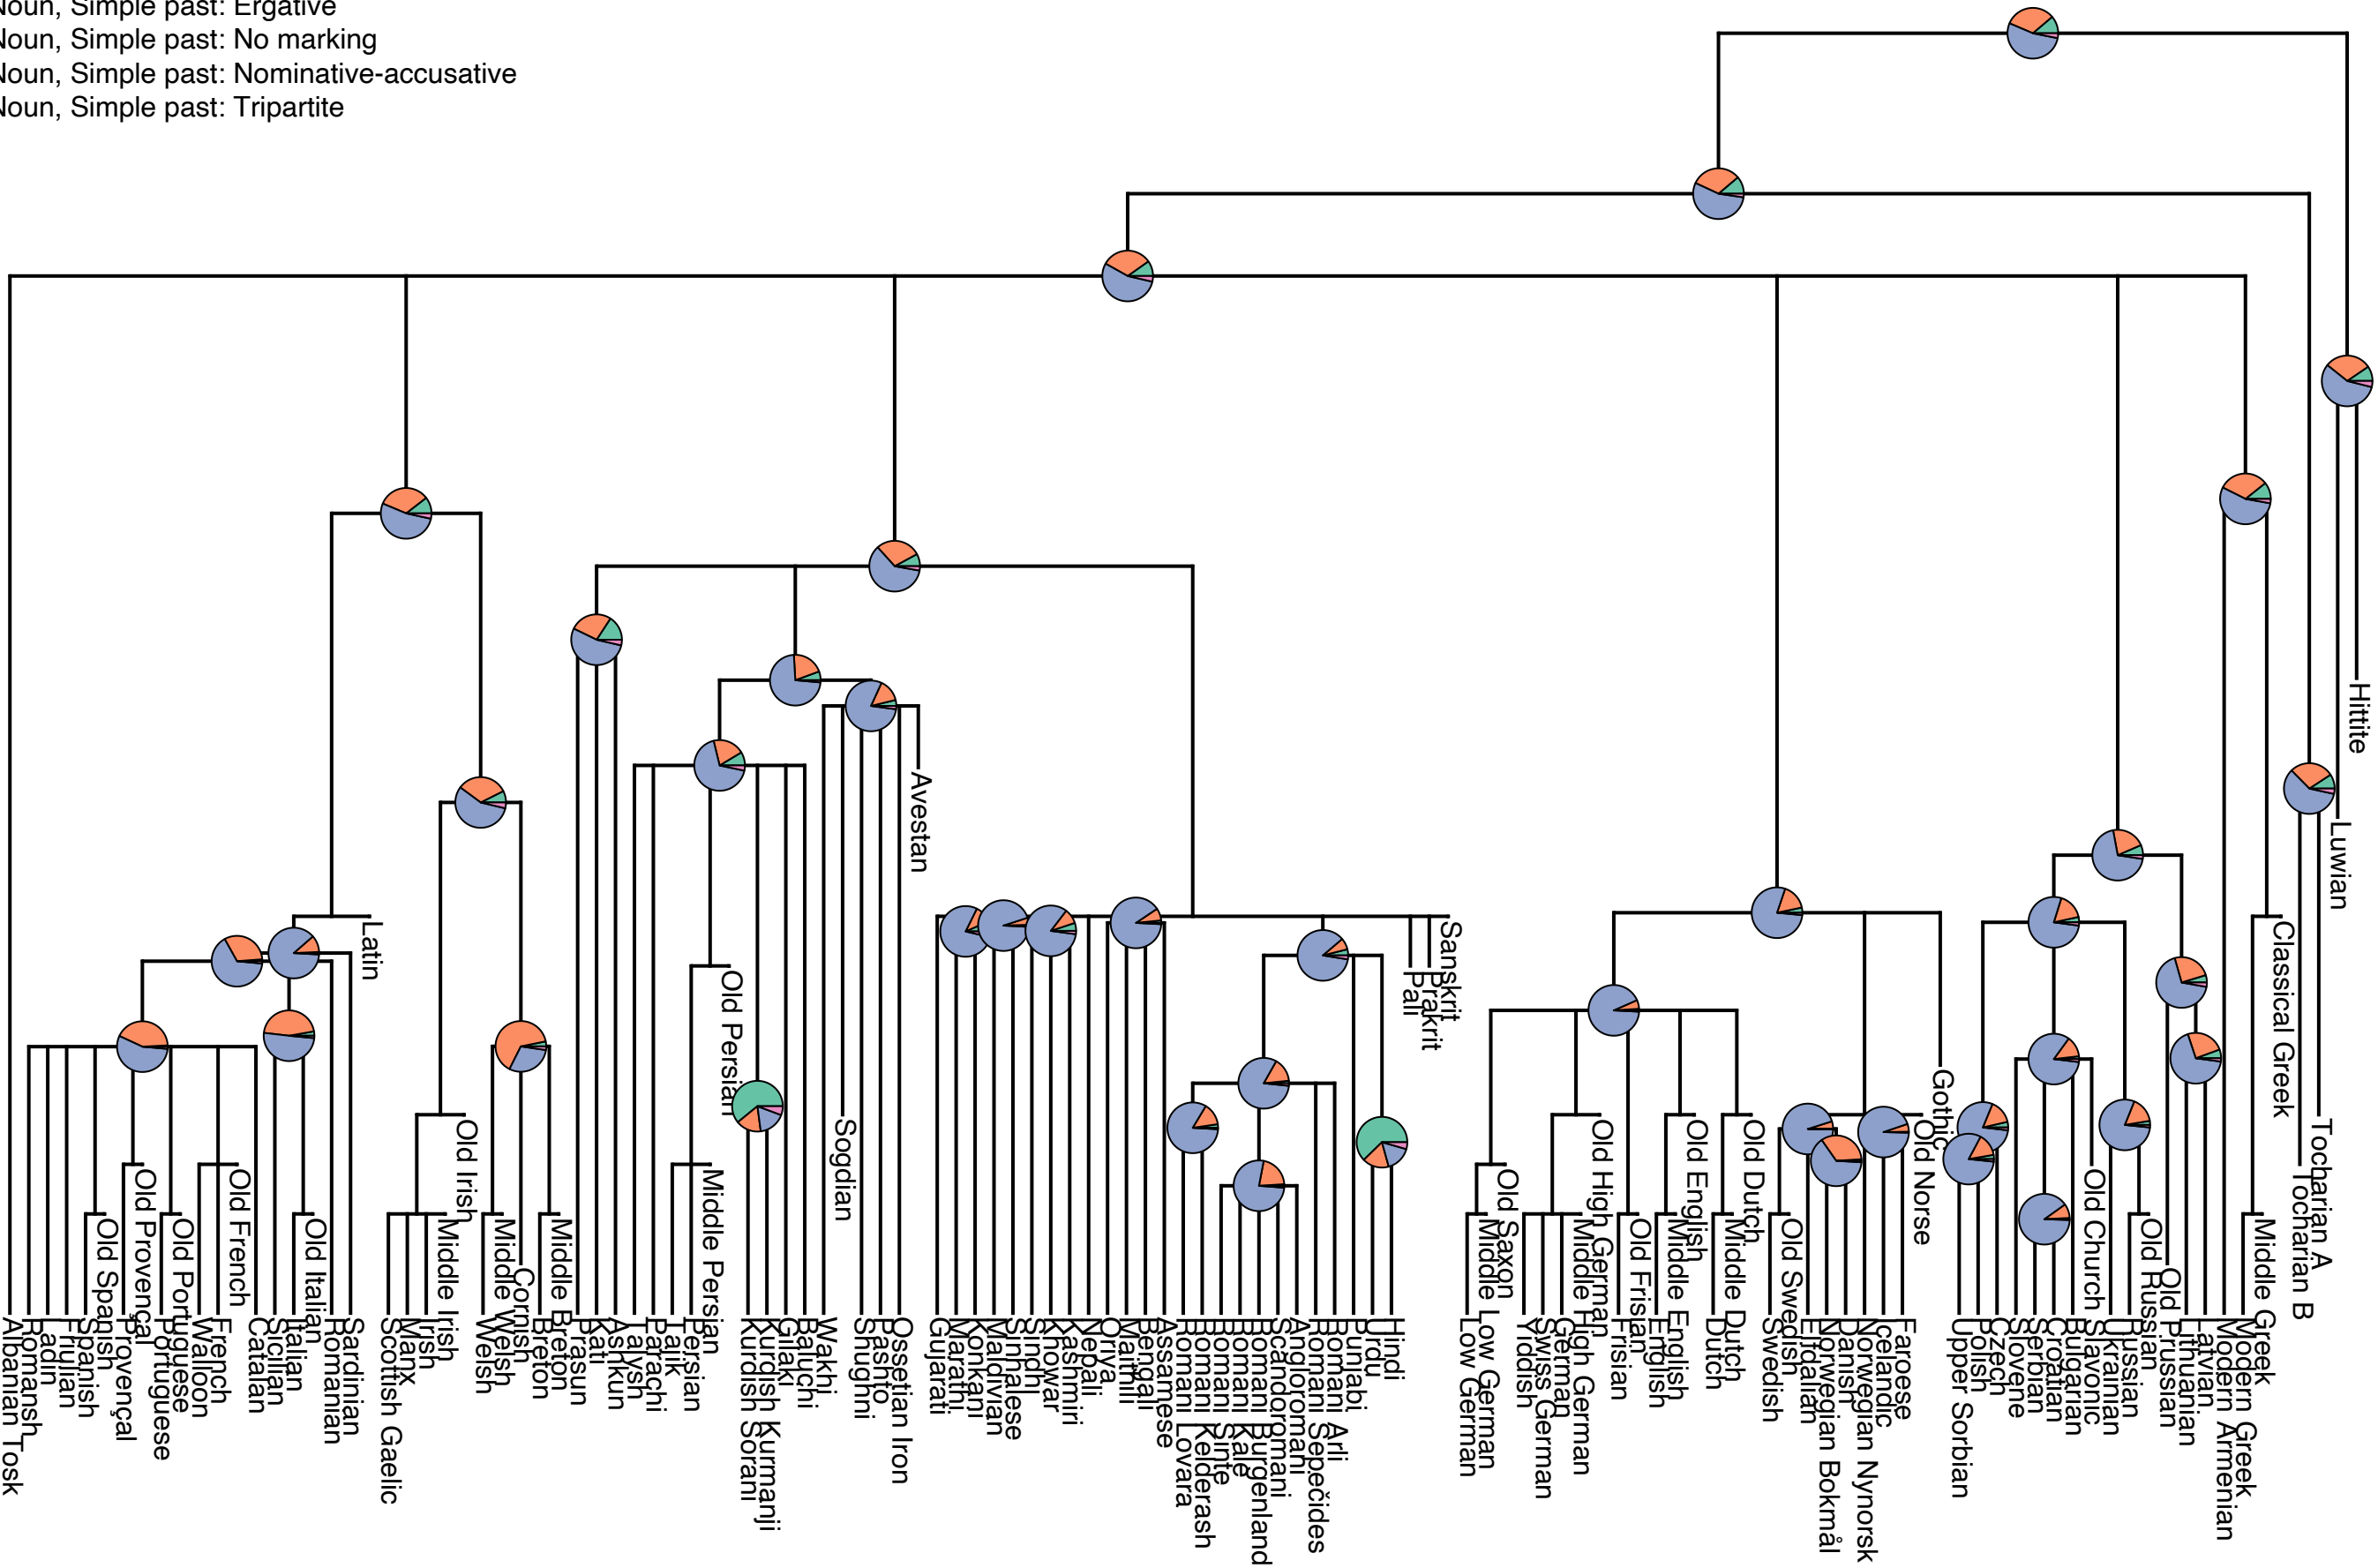 Noun, Simple past: Ergative
Noun, Simple past: No marking
Noun, Simple past: Nominative-accusative
Noun, Simple past: Tripartite
Hittite
Luwian
Avestan
Latin
Sanskrit
Prakrit
Pali
Classical Greek
Old Persian
Gothic
Sogdian
Old Irish
Old High German
Old English
Old Dutch
Old Norse
Tocharian A
Tocharian B
Old Provençal
Old French
Middle Persian
Old Saxon
Old Spanish
Old Portuguese
Old Italian
Middle Irish
Middle Welsh
Cornish
Middle Breton
Middle Low German
Middle High German
Old Frisian
Middle English
Middle Dutch
Old Swedish
Old Church Slavonic
Old Russian
Old Prussian
Middle Greek
Albanian Tosk
Romansh
Ladin
Friulian
Spanish
Provençal
Portuguese
Walloon
French
Catalan
Sicilian
Italian
Romanian
Sardinian
Scottish Gaelic
Manx
Irish
Welsh
Breton
Prasun
Kati
Ashkun
Talysh
Parachi
Tajik
Persian
Kurdish Sorani
Kurdish Kurmanji
Gilaki
Baluchi
Wakhi
Shughni
Pashto
Ossetian Iron
Gujarati
Marathi
Konkani
Maldivian
Sinhalese
Sindhi
Khowar
Kashmiri
Nepali
Oriya
Maithili
Bengali
Assamese
Romani Lovara
Romani Kelderash
Romani Sinte
Romani Kale
Romani Burgenland
Scandoromani
Angloromani
Romani Sepečides
Romani Arli
Punjabi
Urdu
Hindi
Low German
Yiddish
Swiss German
German
Frisian
English
Dutch
Swedish
Elfdalian
Norwegian Bokmål
Danish
Norwegian Nynorsk
Icelandic
Faroese
Upper Sorbian
Polish
Czech
Slovene
Serbian
Croatian
Bulgarian
Ukrainian
Russian
Lithuanian
Latvian
Modern Armenian
Modern Greek